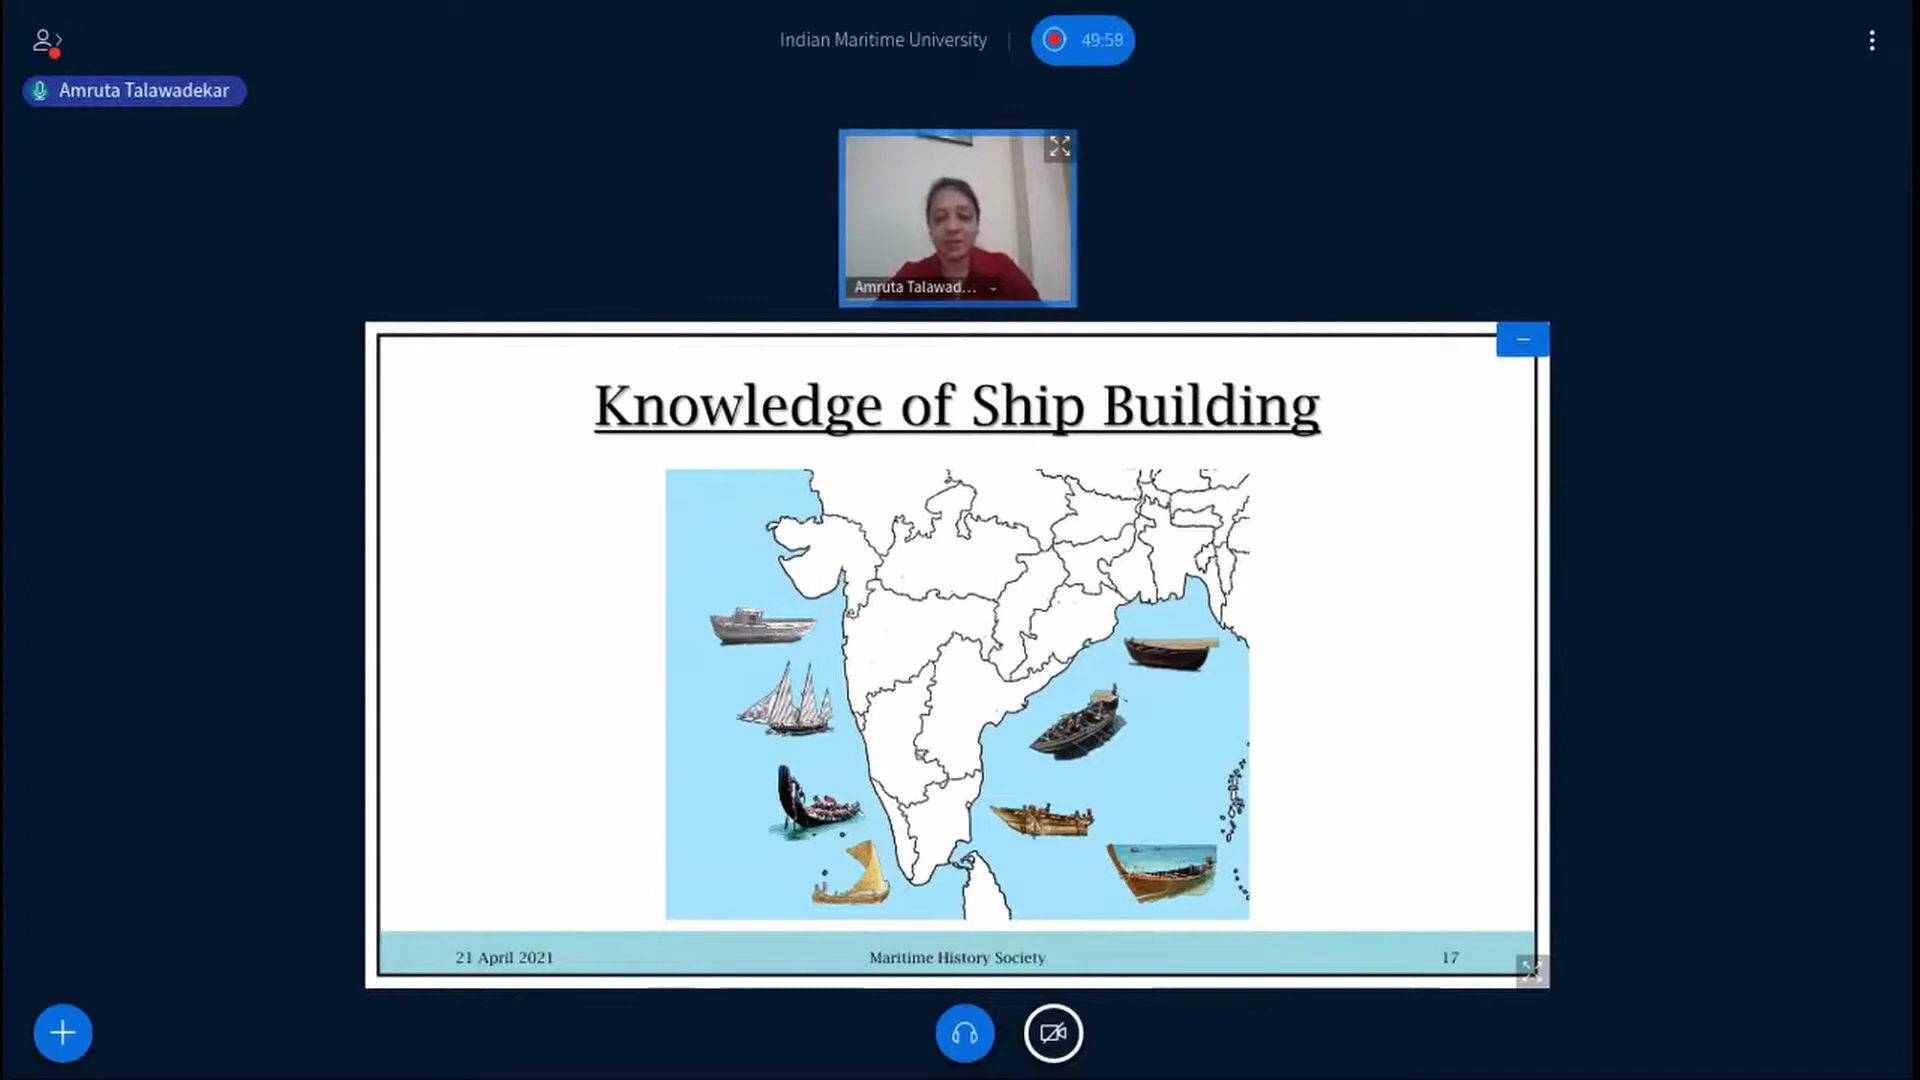 Indian Maritime University
49:58
Amruta Talawadekar
Amruta Talawad...
Knowledge of Ship Building
21 April 2021
Maritime History Society
17